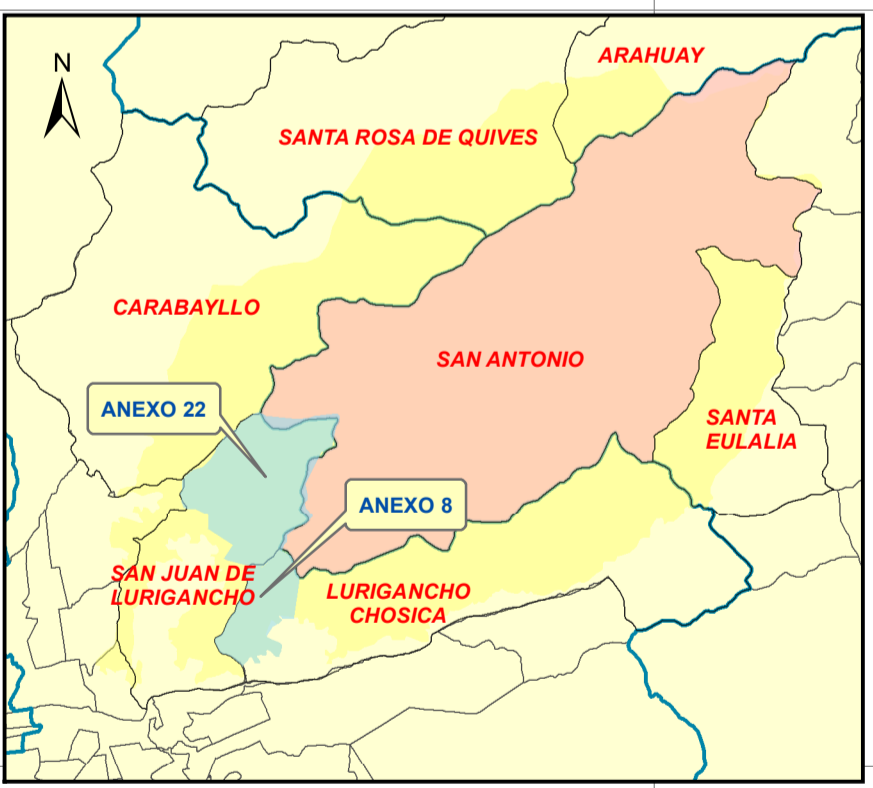 N
ARAHUAY
SANTA ROSA DE QUIVES
CARABAYLLO
SAN ANTONIO
ANEXO 22
SANTA
EULALIA
ANEXO 8
SAN JUAN DE
LURIGANCHO
LURIGANCHO
CHOSICA